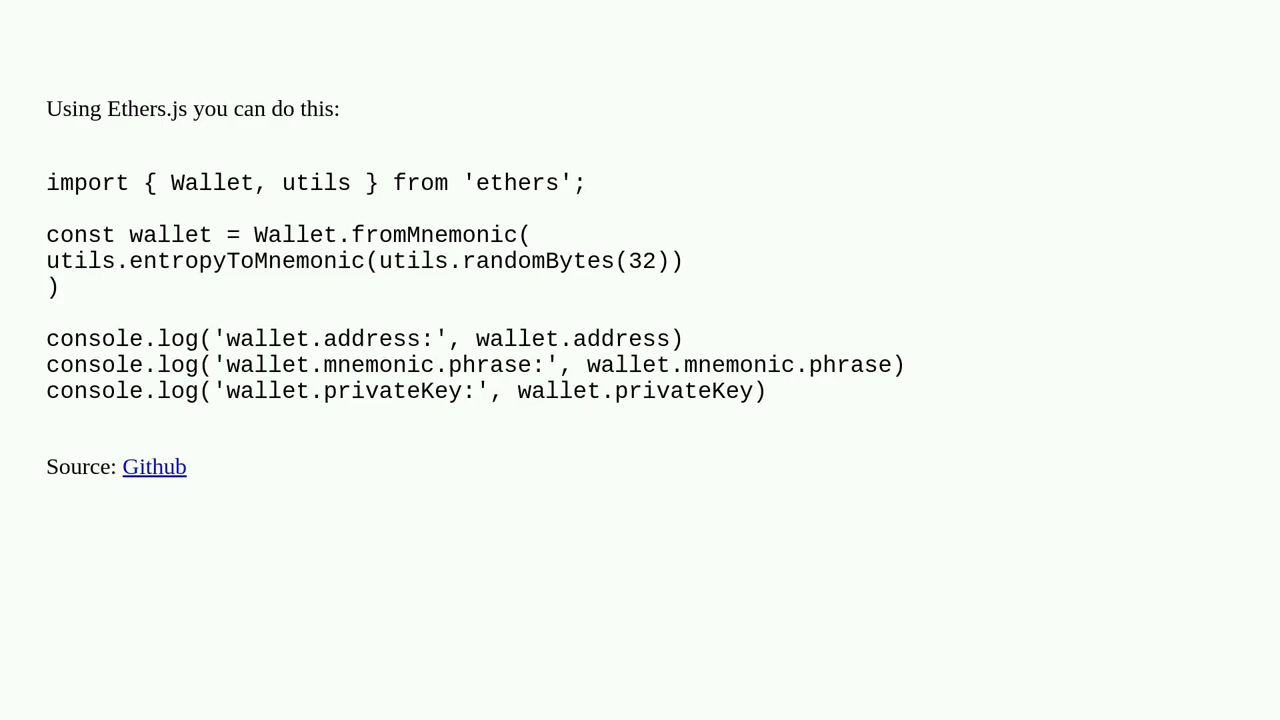 Using Ethers.js you can do this:
import { Wallet, utils } from 'ethers';
const wallet = Wallet.fromMnemonic(
utils.entropyToMnemonic(utils.randomBytes(32))
)
console.log('wallet.address:', wallet.address)
console.log('wallet.mnemonic.phrase:', wallet.mnemonic.phrase)
console.log('wallet.privateKey:', wallet.privateKey)
Source: Github